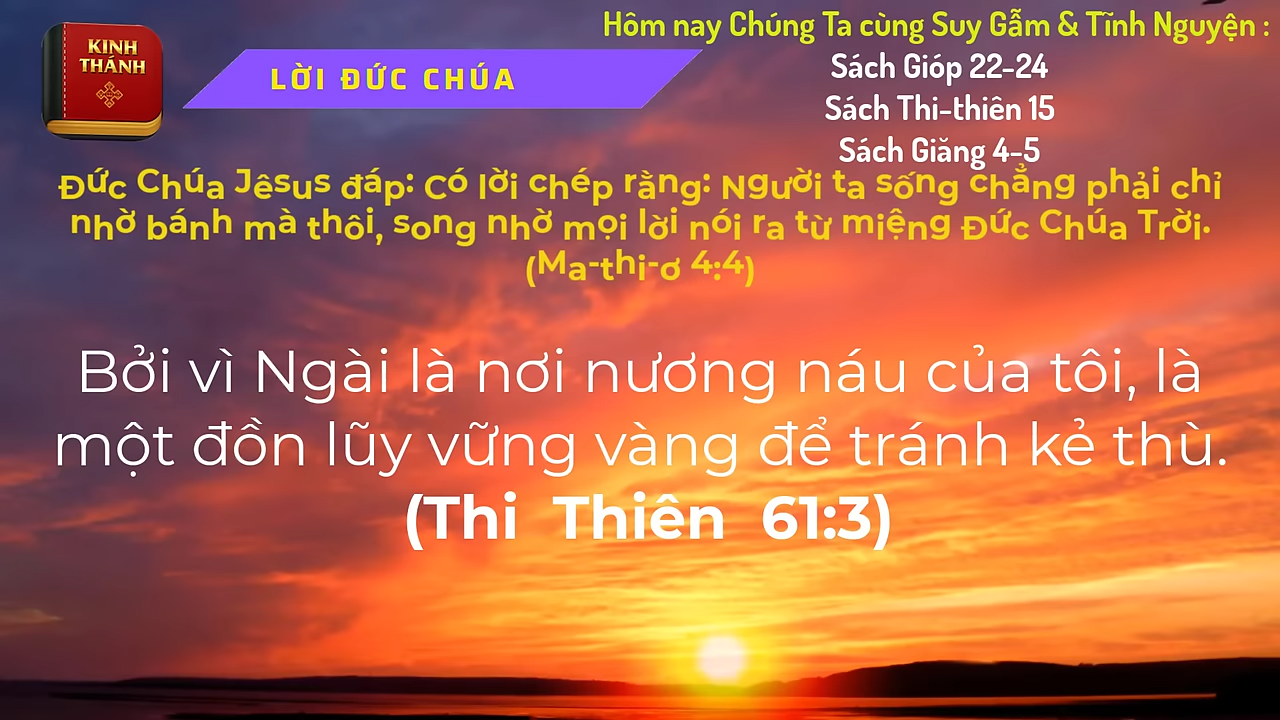 KINH
THÁNH
LỜI ĐỨC CHÚA
Hôm nay Chúng Ta cùng Suy Gẫm & Tĩnh Nguyện :
Sách Gióp 22-24
Sách Thi-thiên 15
Sách Giăng 4-5
Đức Chúa Jêsus đáp: Có lời chép rằng: Người ta sống chẳng phải chỉ
nhờ bánh mà thôi, song nhờ mọi lời nói ra từ miệng Đức Chúa Trời.
(Ma-thi-ơ 4:4)
Bởi vì Ngài là nơi nương náu của tôi, là
một đồn lũy vững vàng để tránh kẻ thù.
(Thi Thiên 61:3)